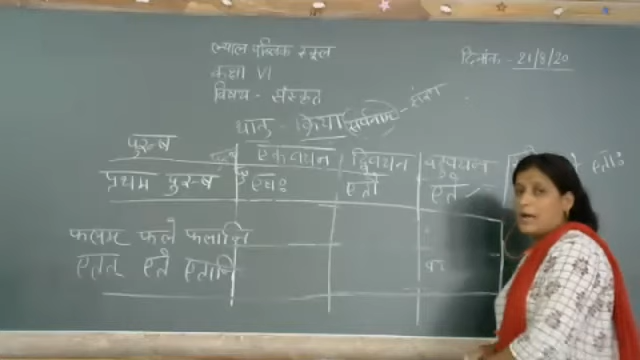 पब्लिक स्कूल
दिनांक - 21/8/20
कक्षा VI
विषय - संस्कृत
धातु - क्रिया सर्वनाम - संज्ञा
पुरुष एकवचन द्विवचन बहुवचन
प्रथम पुरुष एषः एतौ एते
फलम् फले फलानि
एतत् एते एतानि